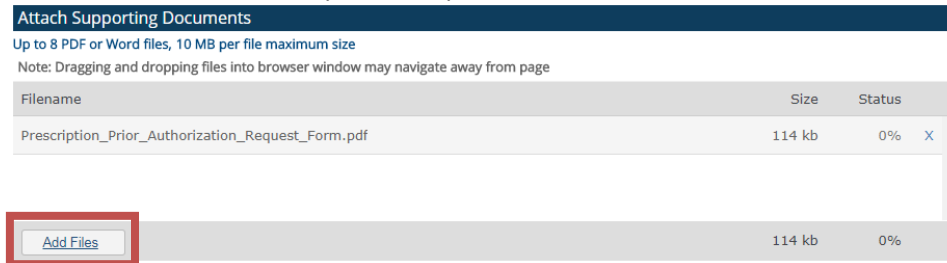 Attach Supporting Documents
Up to 8 PDF or Word files, 10 MB per file maximum size
Note: Dragging and dropping files into browser window may navigate away from page
Filename Size Status
Prescription_Prior_Authorization_Request_Form.pdf 114 kb 0% X
Add Files 114 kb 0%